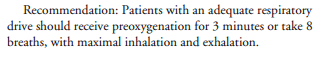 Recommendation: Patients with an adequate respiratory
drive should receive preoxygenation for 3 minutes or take 8
breaths, with maximal inhalation and exhalation.